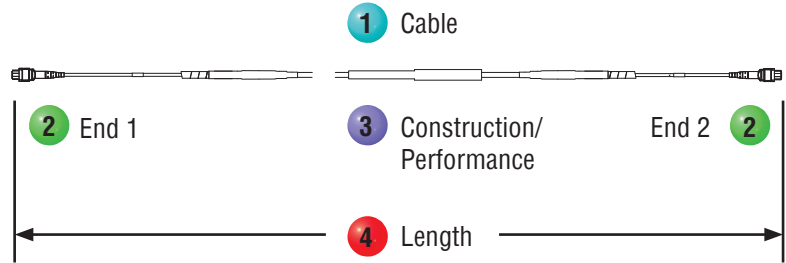 1 Cable
2 End 1
3 Construction/
Performance
End 2 2
4 Length